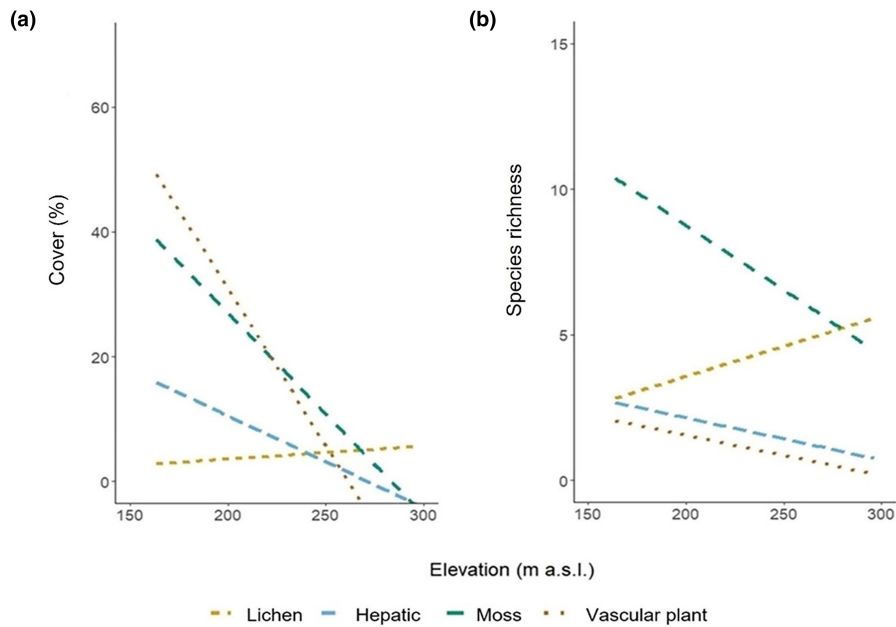 (a)
(b)
Cover (%)
60
40
20
0
150
200
250
300
Species richness
15
10
5
0
150
200
250
300
Elevation (m a.s.l.)
Lichen
Hepatic
Moss
Vascular plant